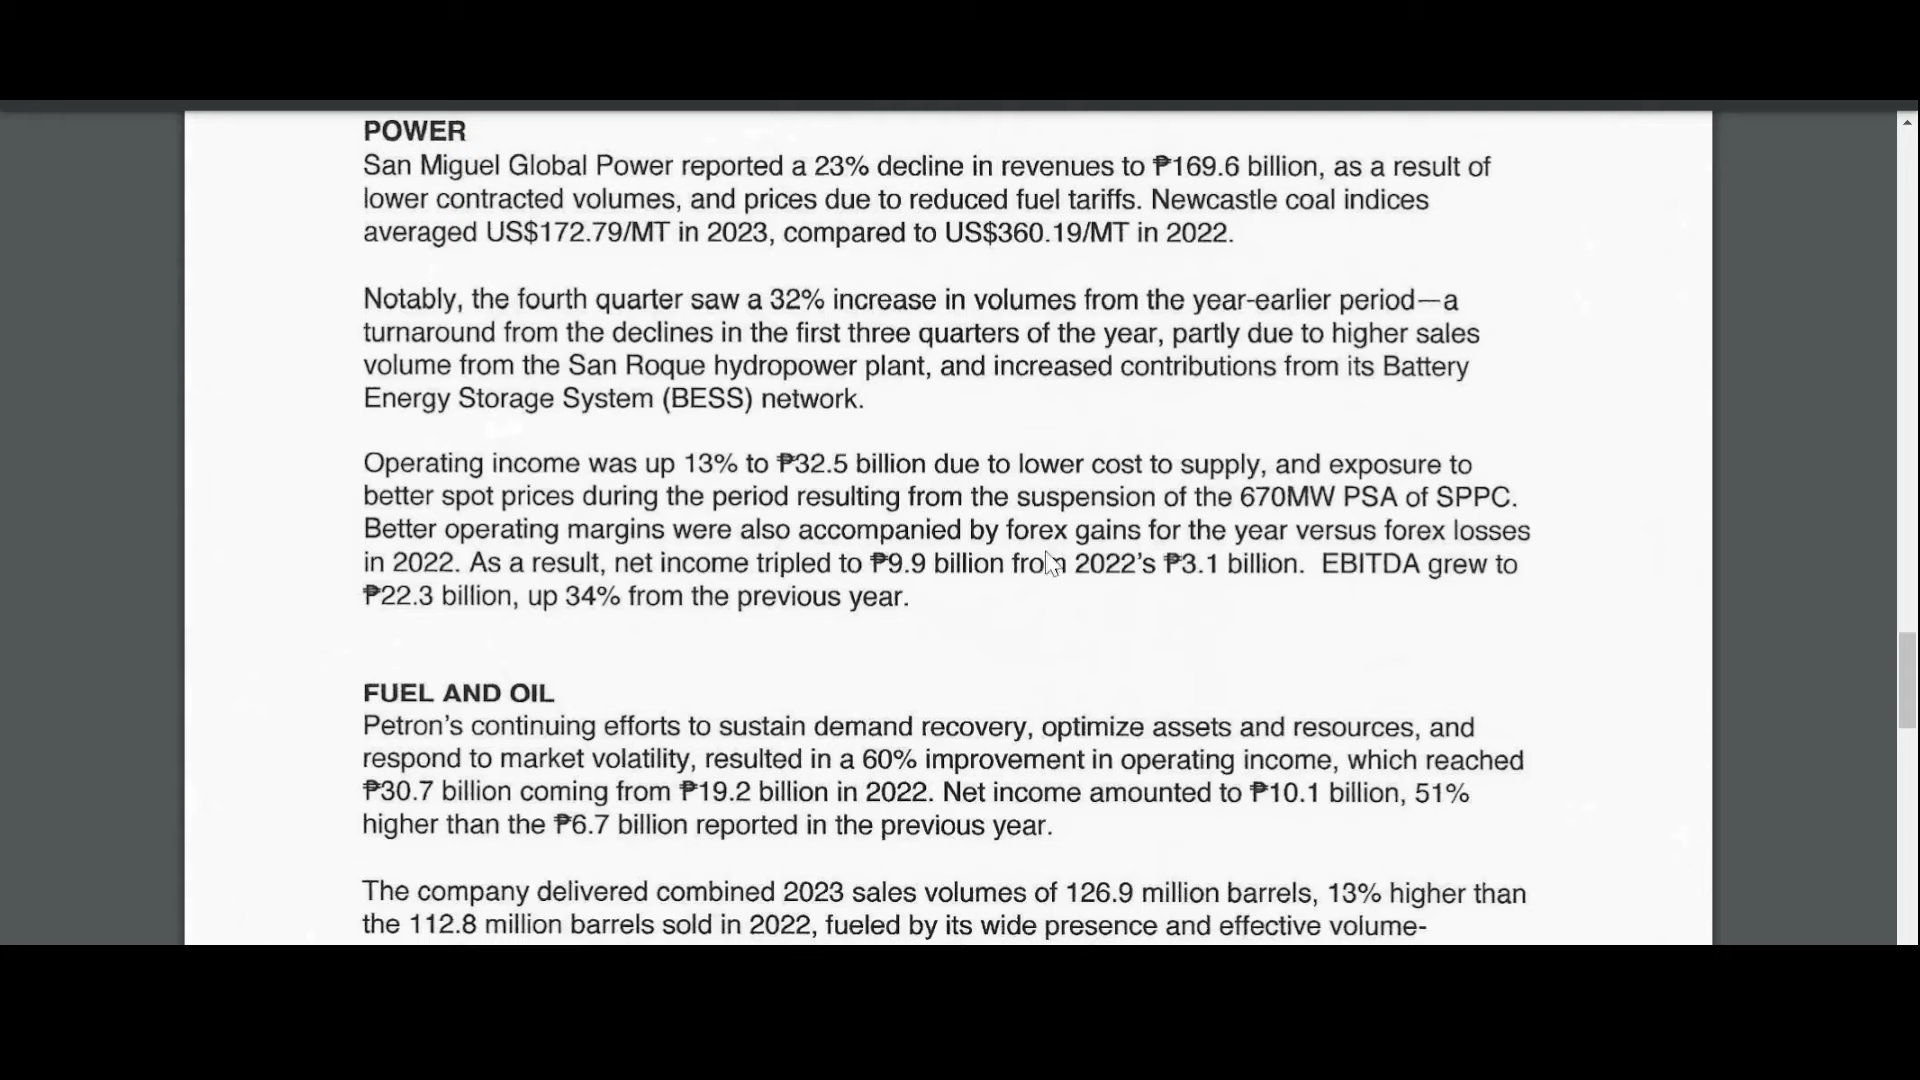 POWER
San Miguel Global Power reported a 23% decline in revenues to ₱169.6 billion, as a result of
lower contracted volumes, and prices due to reduced fuel tariffs. Newcastle coal indices
averaged US$172.79/MT in 2023, compared to US$360.19/MT in 2022.
Notably, the fourth quarter saw a 32% increase in volumes from the year-earlier period—a
turnaround from the declines in the first three quarters of the year, partly due to higher sales
volume from the San Roque hydropower plant, and increased contributions from its Battery
Energy Storage System (BESS) network.
Operating income was up 13% to ₱32.5 billion due to lower cost to supply, and exposure to
better spot prices during the period resulting from the suspension of the 670MW PSA of SPPC.
Better operating margins were also accompanied by forex gains for the year versus forex losses
in 2022. As a result, net income tripled to ₱9.9 billion from 2022's ₱3.1 billion.  EBITDA grew to
₱22.3 billion, up 34% from the previous year.
FUEL AND OIL
Petron's continuing efforts to sustain demand recovery, optimize assets and resources, and
respond to market volatility, resulted in a 60% improvement in operating income, which reached
₱30.7 billion coming from ₱19.2 billion in 2022. Net income amounted to ₱10.1 billion, 51%
higher than the ₱6.7 billion reported in the previous year.
The company delivered combined 2023 sales volumes of 126.9 million barrels, 13% higher than
the 112.8 million barrels sold in 2022, fueled by its wide presence and effective volume-